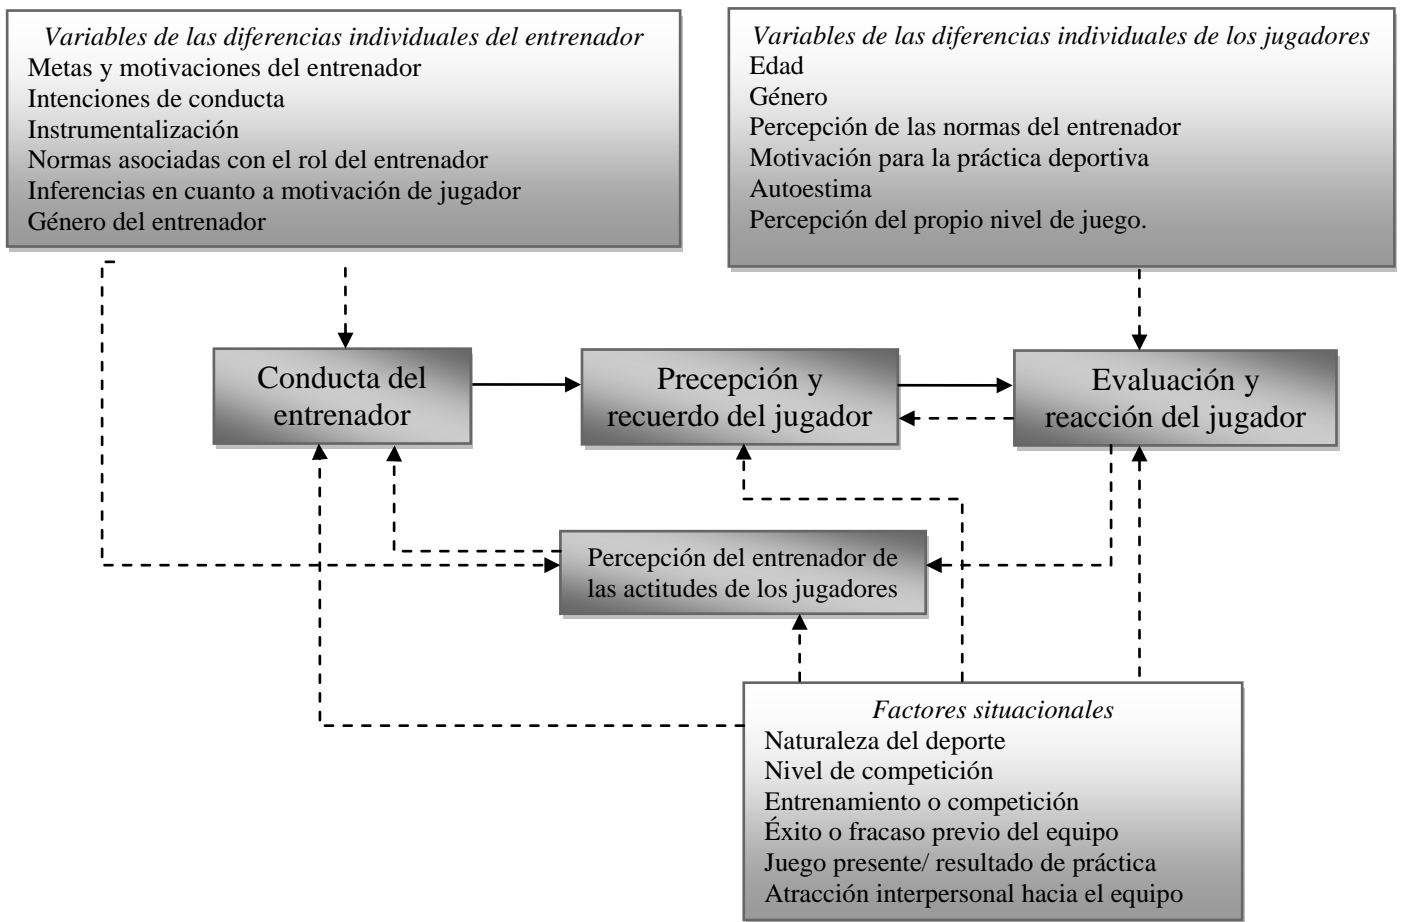 Variables de las diferencias individuales del entrenador
Metas y motivaciones del entrenador
Intenciones de conducta
Instrumentalización
Normas asociadas con el rol del entrenador
Inferencias en cuanto a motivación de jugador
Género del entrenador
Variables de las diferencias individuales de los jugadores
Edad
Género
Percepción de las normas del entrenador
Motivación para la práctica deportiva
Autoestima
Percepción del propio nivel de juego.
Conducta del
entrenador
Precepción y
recuerdo del jugador
Evaluación y
reacción del jugador
Percepción del entrenador de
las actitudes de los jugadores
Factores situacionales
Naturaleza del deporte
Nivel de competición
Entrenamiento o competición
Éxito o fracaso previo del equipo
Juego presente/ resultado de práctica
Atracción interpersonal hacia el equipo